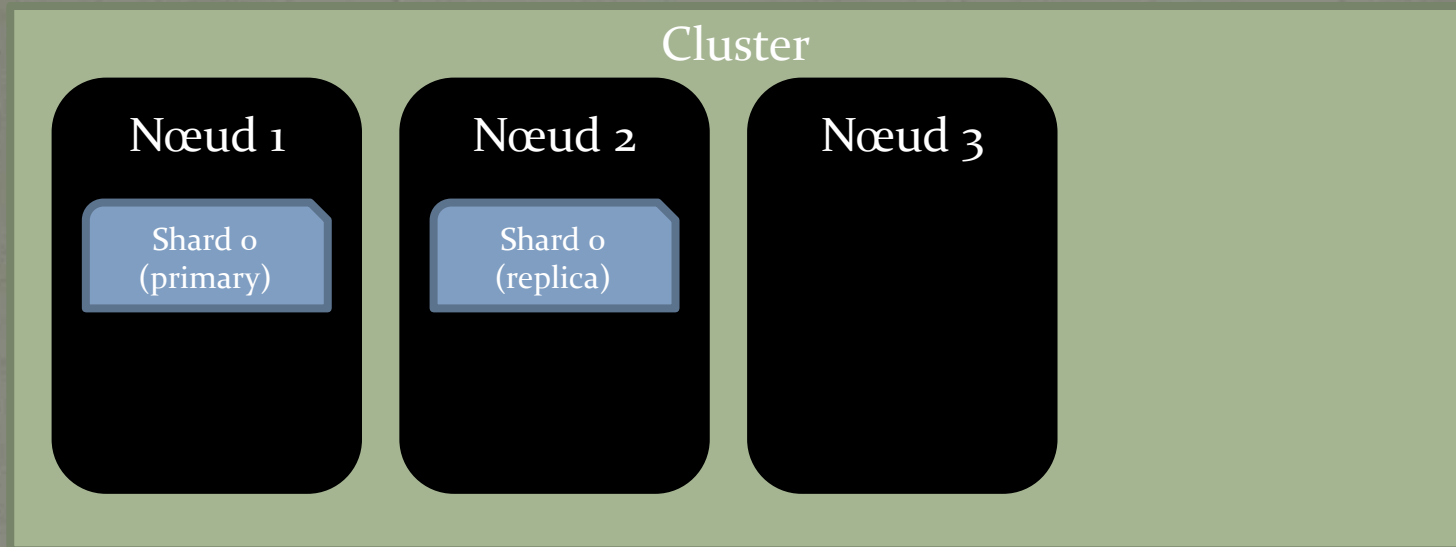 Cluster
Nœud 1
Nœud 2
Nœud 3
Shard 0
(primary)
Shard 0
(replica)